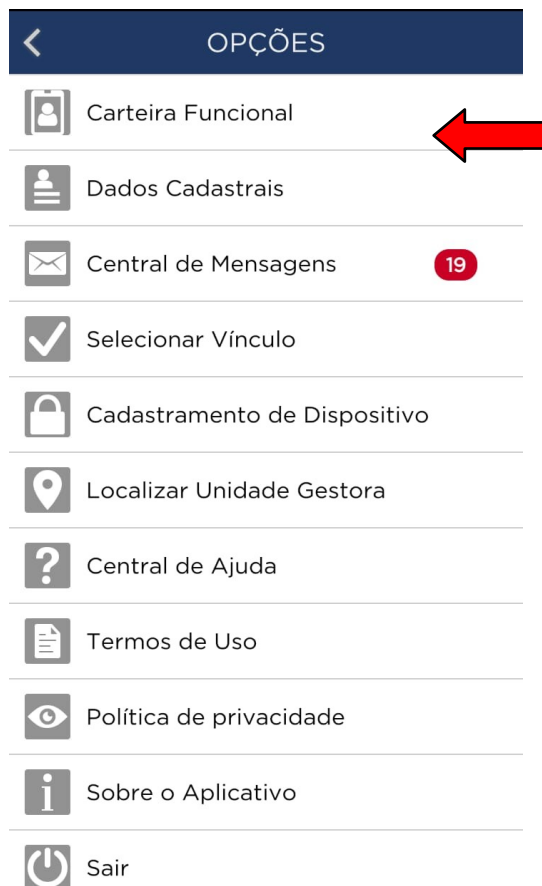 OPÇÕES
Carteira Funcional
Dados Cadastrais
Central de Mensagens 19
Selecionar Vínculo
Cadastramento de Dispositivo
Localizar Unidade Gestora
Central de Ajuda
Termos de Uso
Política de privacidade
Sobre o Aplicativo
Sair